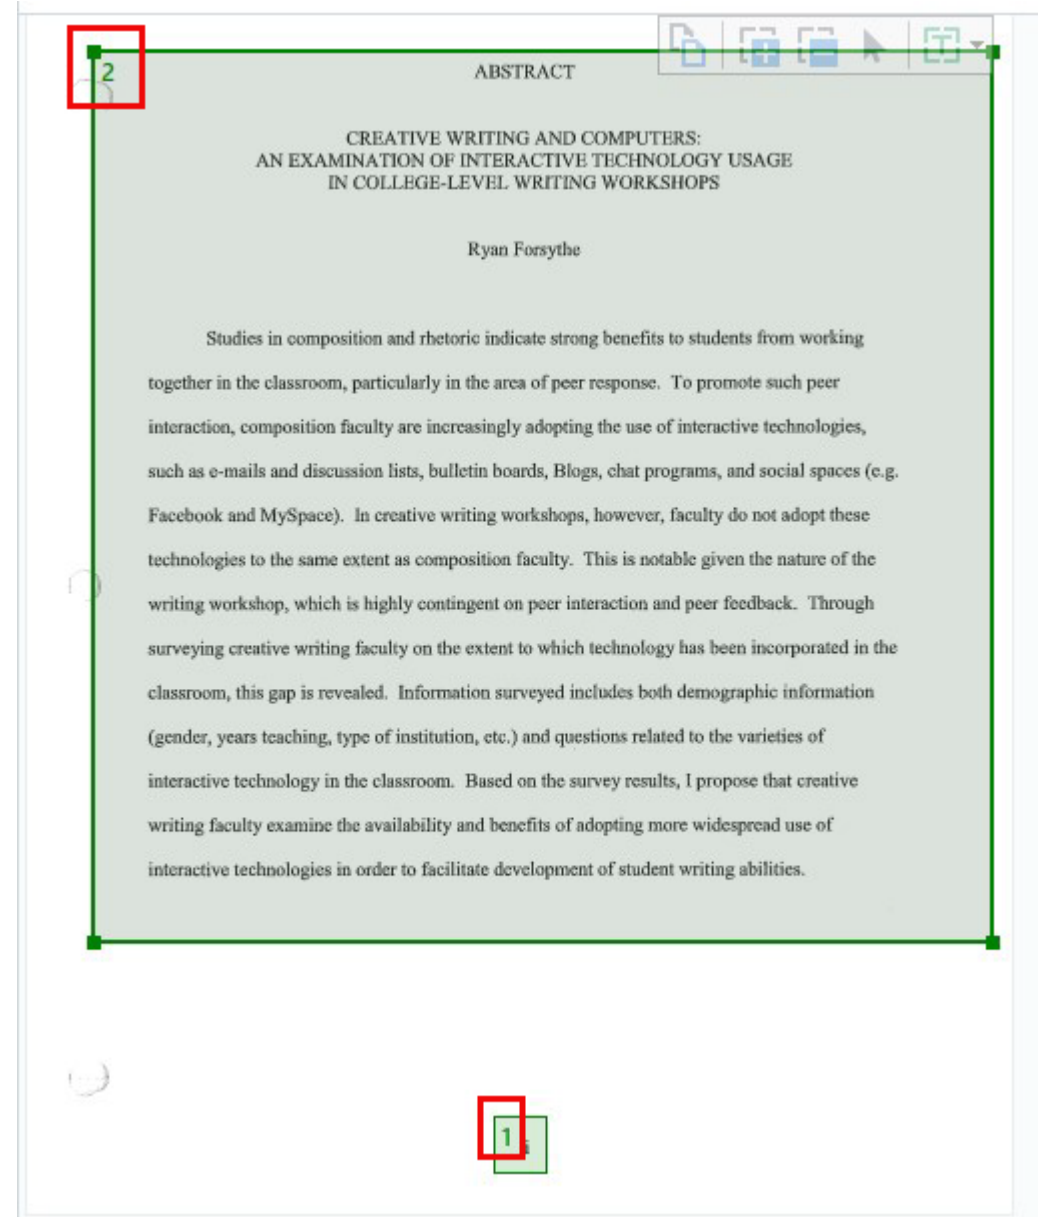 2
ABSTRACT
CREATIVE WRITING AND COMPUTERS:
AN EXAMINATION OF INTERACTIVE TECHNOLOGY USAGE
IN COLLEGE-LEVEL WRITING WORKSHOPS
Ryan Forsythe
Studies in composition and rhetoric indicate strong benefits to students from working
together in the classroom, particularly in the area of peer response. To promote such peer
interaction, composition faculty are increasingly adopting the use of interactive technologies,
such as e-mails and discussion lists, bulletin boards, Blogs, chat programs, and social spaces (e.g.
Facebook and MySpace). In creative writing workshops, however, faculty do not adopt these
technologies to the same extent as composition faculty. This is notable given the nature of the
writing workshop, which is highly contingent on peer interaction and peer feedback. Through
surveying creative writing faculty on the extent to which technology has been incorporated in the
classroom, this gap is revealed. Information surveyed includes both demographic information
(gender, years teaching, type of institution, etc.) and questions related to the varieties of
interactive technology in the classroom. Based on the survey results, I propose that creative
writing faculty examine the availability and benefits of adopting more widespread use of
interactive technologies in order to facilitate development of student writing abilities.
1